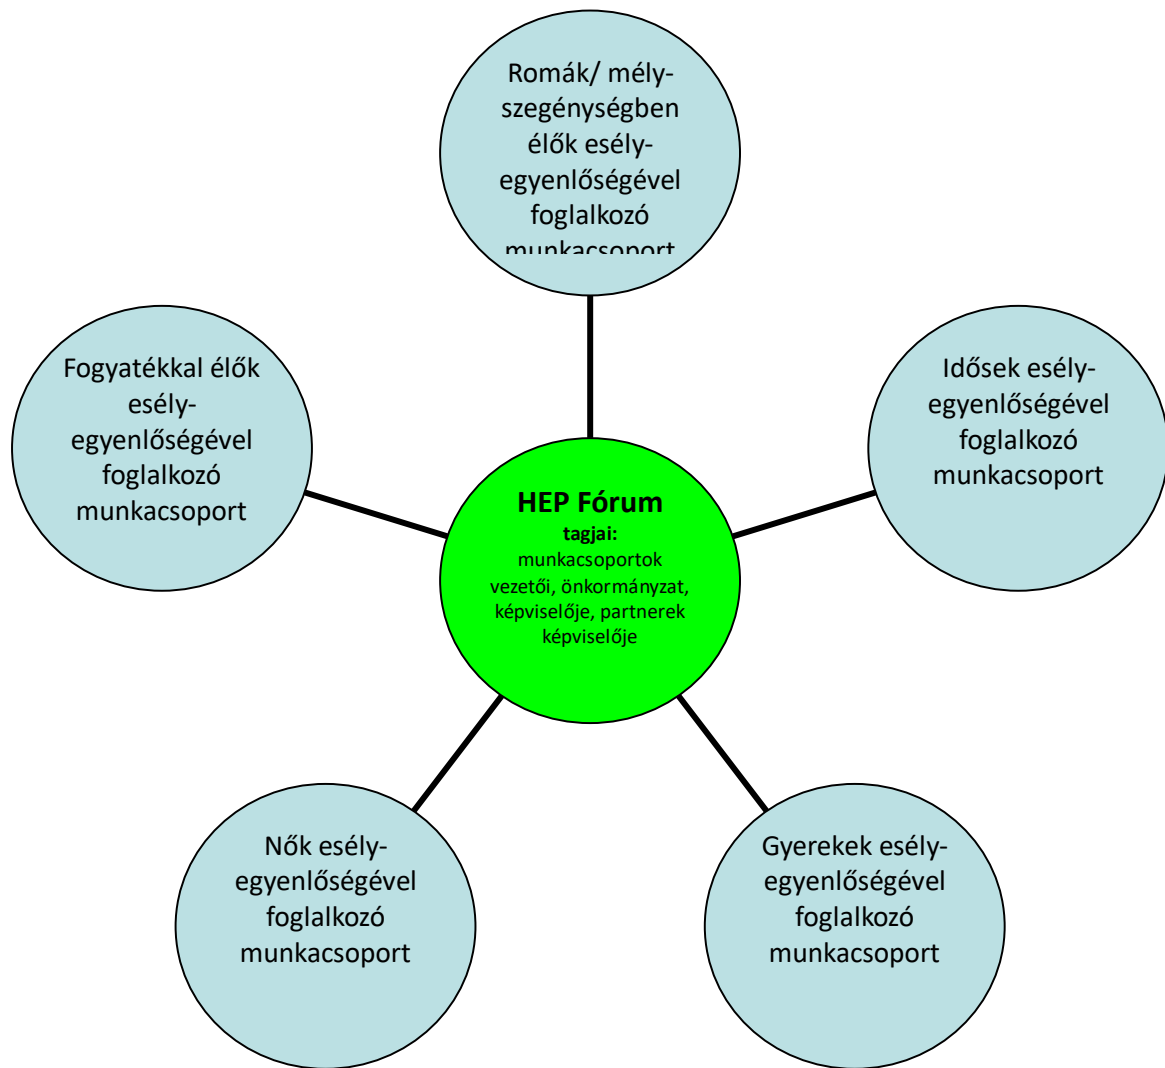 Romák/ mély-
szegénységben
élők esély-
egyenlőségével
foglalkozó
munkacsoport
Fogyatékkal élők
esély-
egyenlőségével
foglalkozó
munkacsoport
Idősek esély-
egyenlőségével
foglalkozó
munkacsoport
HEP Fórum
tagjai:
munkacsoportok
vezetői, önkormányzat,
képviselője, partnerek
képviselője
Nők esély-
egyenlőségével
foglalkozó
munkacsoport
Gyerekek esély-
egyenlőségével
foglalkozó
munkacsoport